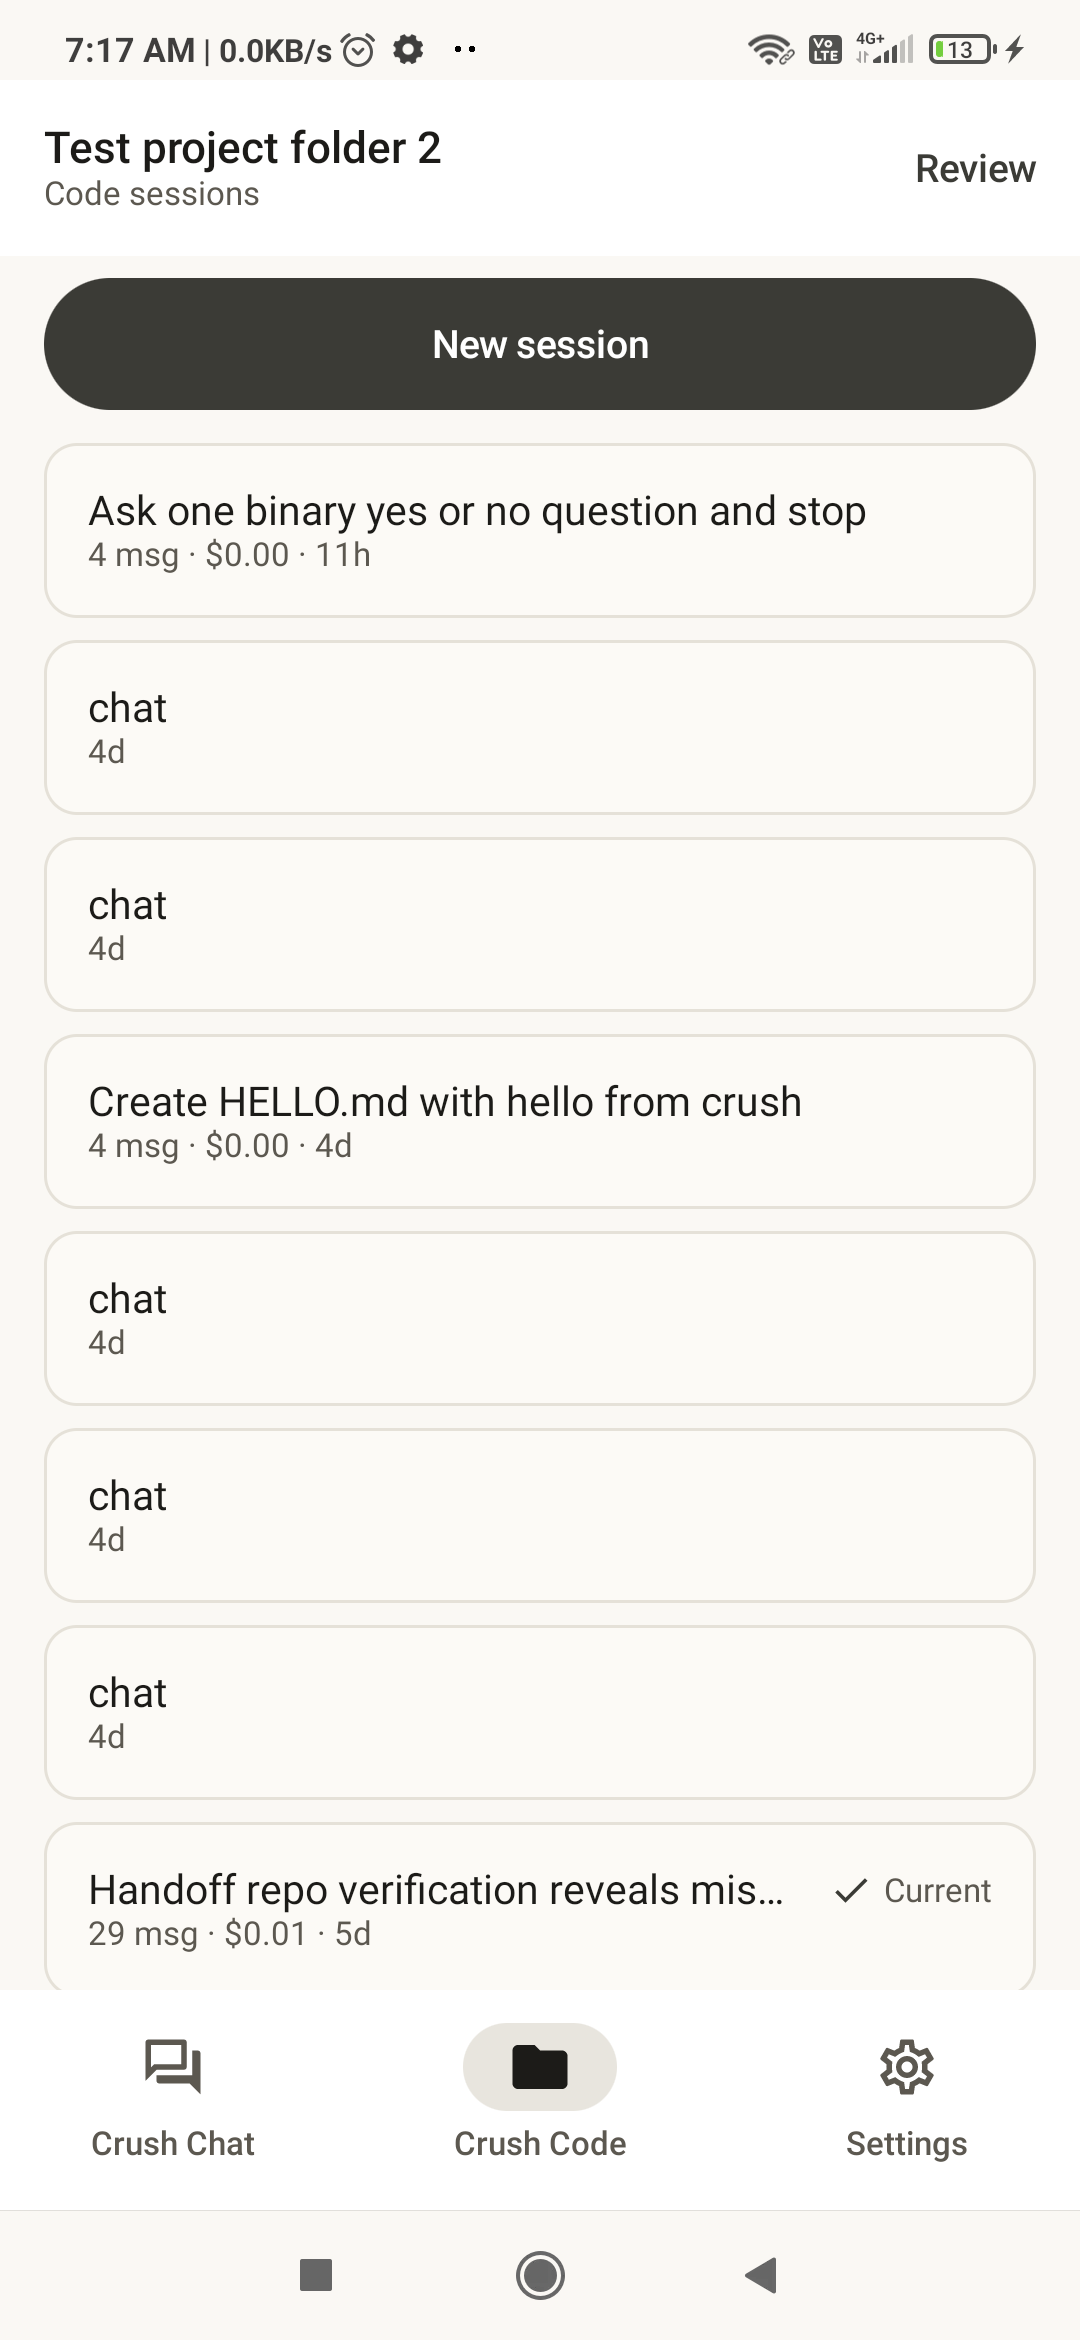 7:17 AM | 0.0KB/s
Vo LTE 4G+ 13
Test project folder 2
Code sessions
Review
New session
Ask one binary yes or no question and stop
4 msg · $0.00 · 11h
chat
4d
chat
4d
Create HELLO.md with hello from crush
4 msg · $0.00 · 4d
chat
4d
chat
4d
chat
4d
Handoff repo verification reveals mis...
Current
29 msg · $0.01 · 5d
Crush Chat
Crush Code
Settings